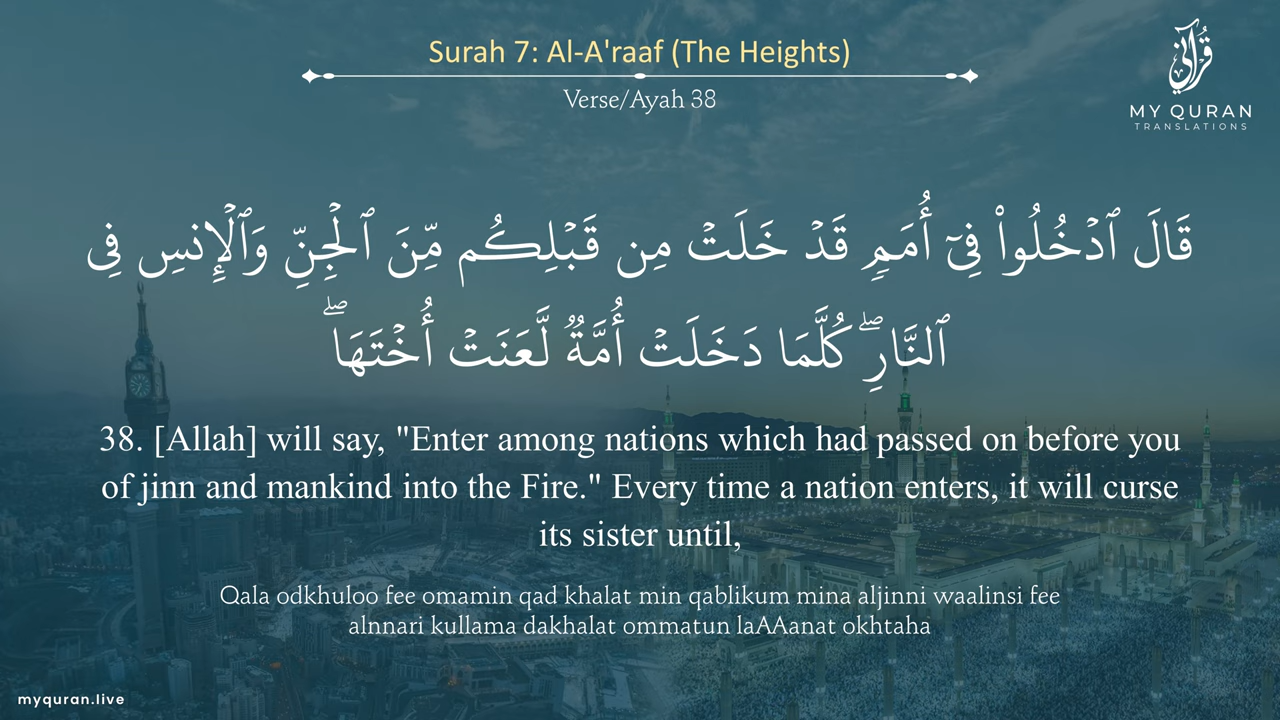 Surah 7: Al-A'raaf (The Heights)
Verse/Ayah 38
قُرْآنِي
MY QURAN
TRANSLATIONS
قَالَ ٱدْخُلُوا۟ فِىٓ أُمَمٍۢ قَدْ خَلَتْ مِن قَبْلِكُم مِّنَ ٱلْجِنِّ وَٱلْإِنسِ فِى
ٱلنَّارِ ۖ كُلَّمَا دَخَلَتْ أُمَّةٌۭ لَّعَنَتْ أُخْتَهَا ۖ
38. [Allah] will say, "Enter among nations which had passed on before you
of jinn and mankind into the Fire." Every time a nation enters, it will curse
its sister until,
Qala odkhuloo fee omamin qad khalat min qablikum mina aljinni waalinsi fee
alnnari kullama dakhalat ommatun laAAanat okhtaha
myquran.live